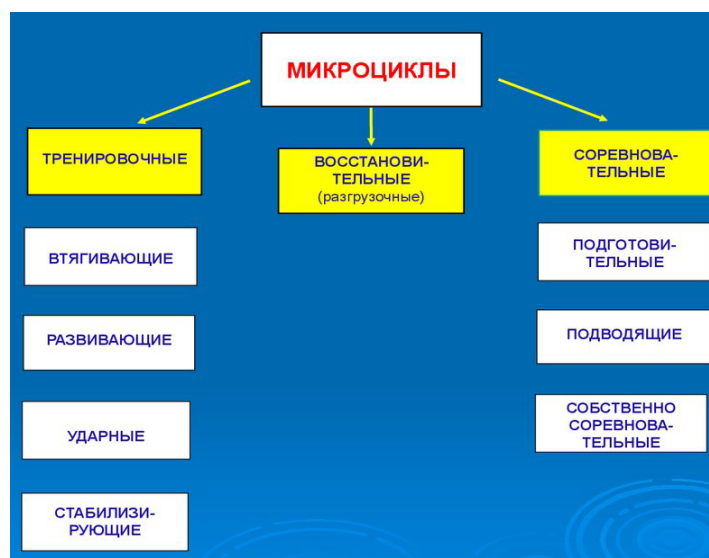 МИКРОЦИКЛЫ
ТРЕНИРОВОЧНЫЕ
ВТЯГИВАЮЩИЕ
РАЗВИВАЮЩИЕ
УДАРНЫЕ
СТАБИЛИЗИ-
РУЮЩИЕ
ВОССТАНОВИ-
ТЕЛЬНЫЕ
(разгрузочные)
СОРЕВНОВА-
ТЕЛЬНЫЕ
ПОДГОТОВИ-
ТЕЛЬНЫЕ
ПОДВОДЯЩИЕ
СОБСТВЕННО
СОРЕВНОВА-
ТЕЛЬНЫЕ